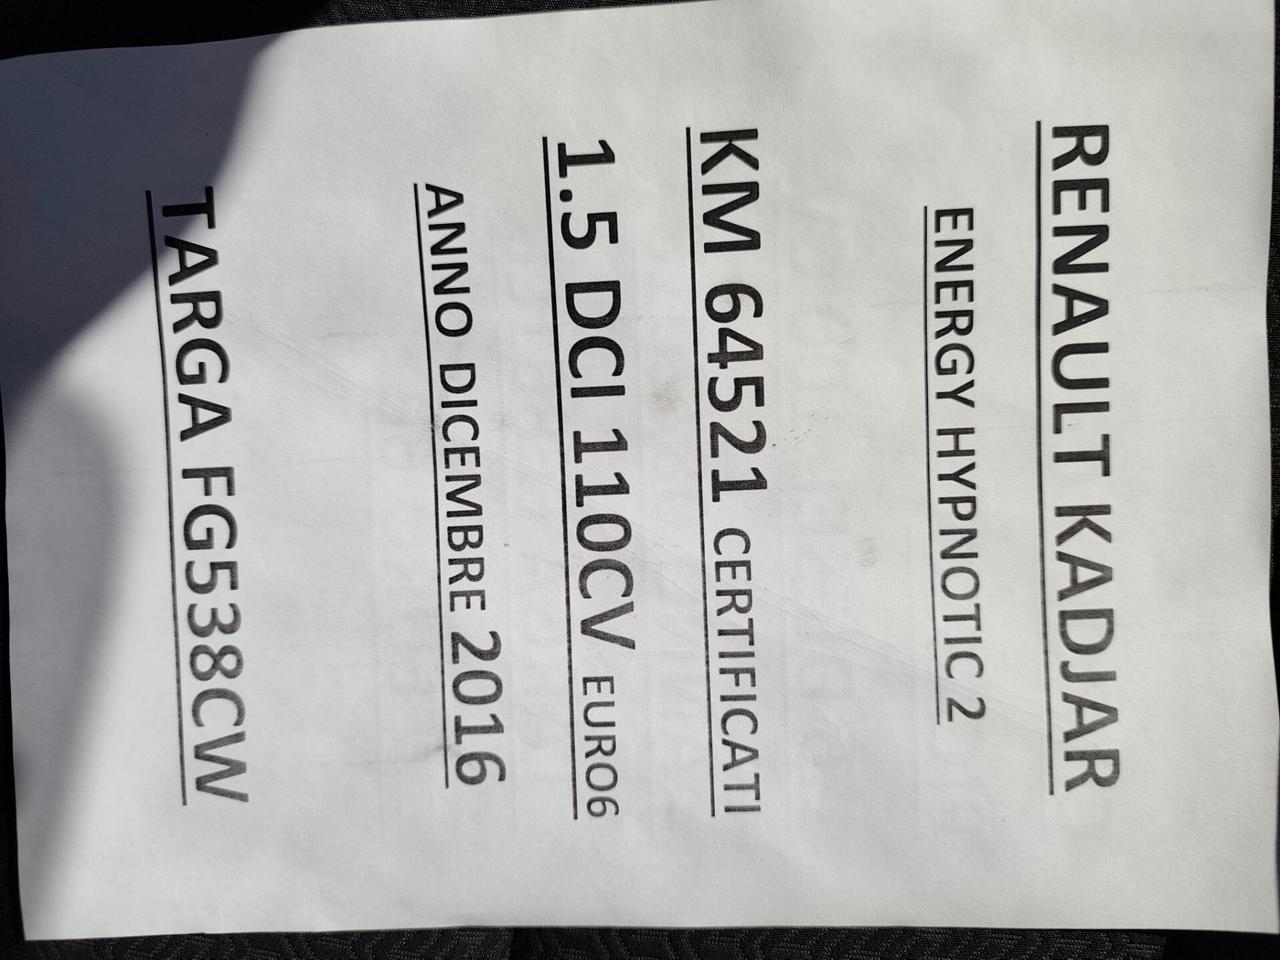 RENAULT KADJAR
ENERGY HYPNOTIC 2
KM 64521 CERTIFICATI
1.5 DCI 110CV EURO6
ANNO DICEMBRE 2016
TARGA FG538CW